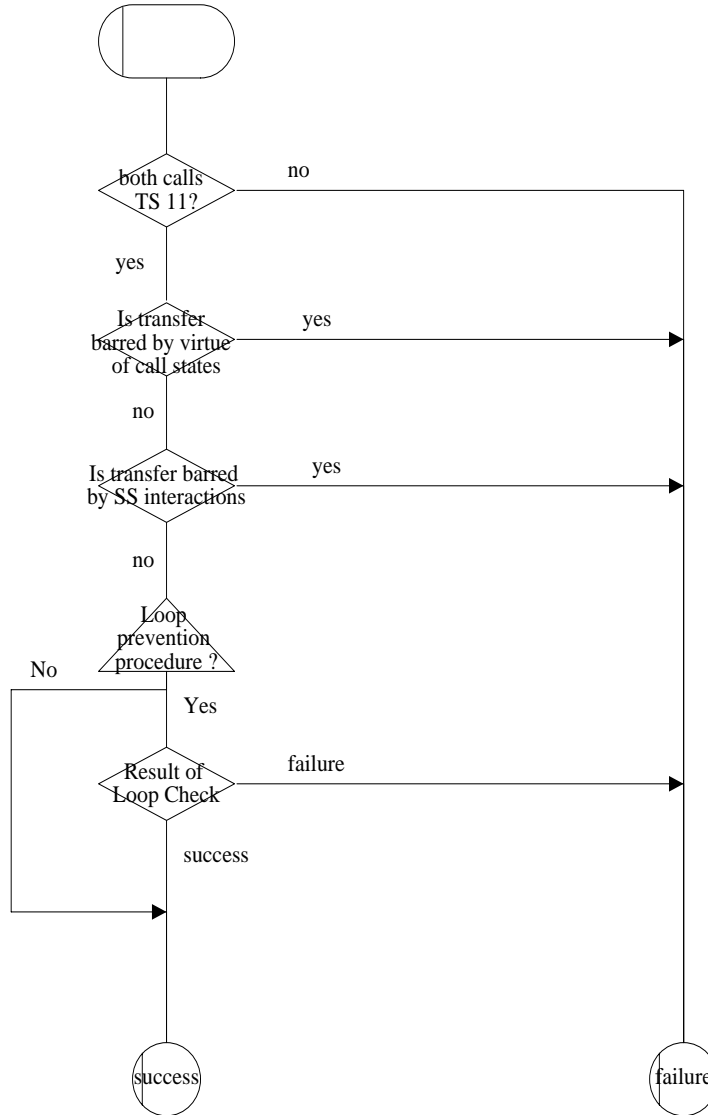 both calls
TS 11?
no
yes
Is transfer
barred by virtue
of call states
yes
no
Is transfer barred
by SS interactions
yes
no
Loop
prevention
procedure ?
No
Yes
Result of
Loop Check
failure
success
success
failure